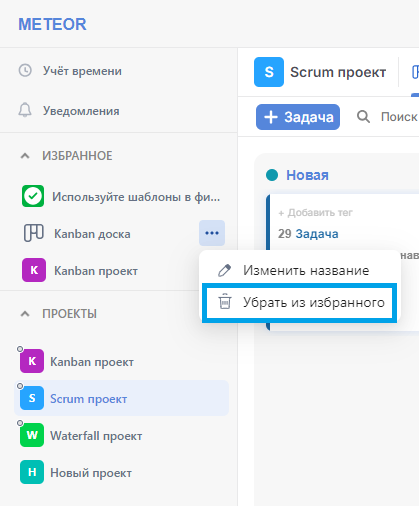 METEOR
Учёт времени
Уведомления
ИЗБРАННОЕ
Используйте шаблоны в фи...
Kanban доска
K Kanban проект
ПРОЕКТЫ
K Kanban проект
S Scrum проект
W Waterfall проект
Н Новый проект
S Scrum проект
+ Задача
Поиск
Новая
+ Добавить тег
29 Задача
Изменить название
Убрать из избранного